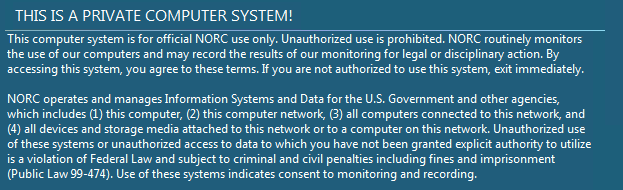 THIS IS A PRIVATE COMPUTER SYSTEM!
This computer system is for official NORC use only. Unauthorized use is prohibited. NORC routinely monitors
the use of our computers and may record the results of our monitoring for legal or disciplinary action. By
accessing this system, you agree to these terms. If you are not authorized to use this system, exit immediately.
NORC operates and manages Information Systems and Data for the U.S. Government and other agencies,
which includes (1) this computer, (2) this computer network, (3) all computers connected to this network, and
(4) all devices and storage media attached to this network or to a computer on this network. Unauthorized use
of these systems or unauthorized access to data to which you have not been granted explicit authority to utilize
is a violation of Federal Law and subject to criminal and civil penalties including fines and imprisonment
(Public Law 99-474). Use of these systems indicates consent to monitoring and recording.